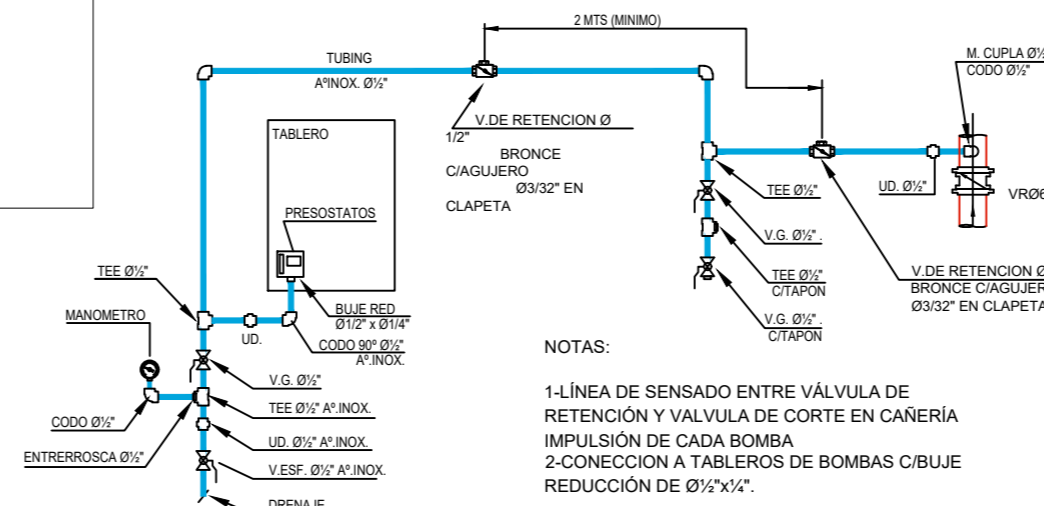 2 MTS (MINIMO)
TUBING
AºINOX. Ø½"
M. CUPLA Ø½
CODO Ø½"
V.DE RETENCION Ø
1/2"
BRONCE
C/AGUJERO
Ø3/32" EN
CLAPETA
TABLERO
PRESOSTATOS
TEE Ø½"
UD. Ø½"
VRØ6
V.G. Ø½" .
TEE Ø½"
C/TAPON
V.G. Ø½" .
C/TAPON
V.DE RETENCION Ø
BRONCE C/AGUJER
Ø3/32" EN CLAPETA
TEE Ø½"
MANOMETRO
BUJE RED
Ø1/2" x Ø1/4"
UD.
CODO 90º Ø½"
Aº.INOX.
V.G. Ø½"
TEE Ø½" Aº.INOX.
CODO Ø½"
UD. Ø½" Aº.INOX.
ENTRERROSCA Ø½"
V.ESF. Ø½" Aº.INOX.
DRENAJE
NOTAS:
1-LÍNEA DE SENSADO ENTRE VÁLVULA DE
RETENCIÓN Y VALVULA DE CORTE EN CAÑERÍA
IMPULSIÓN DE CADA BOMBA
2-CONECCION A TABLEROS DE BOMBAS C/BUJE
REDUCCIÓN DE Ø½"x¼".